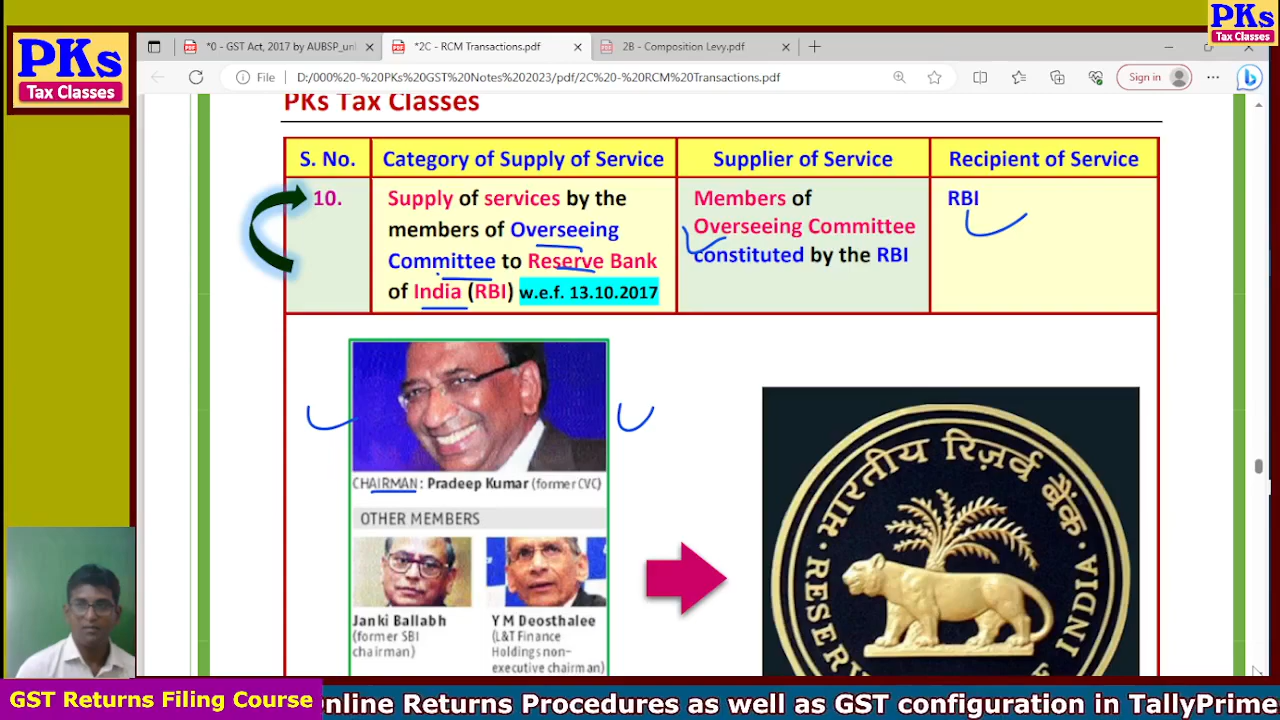 PKs
Tax Classes
PKs
Tax Classes
*0 - GST Act, 2017 by AUBSP_uni
*2C - RCM Transactions.pdf
2B - Composition Levy.pdf
File
D:/000%20-%20PKs%20GST%20Notes%202023/pdf/2C%20-%20RCM%20Transactions.pdf
Sign in
PKs Tax Classes
S. No.
Category of Supply of Service
Supplier of Service
Recipient of Service
10.
Supply of services by the
members of Overseeing
Committee to Reserve Bank
of India (RBI) w.e.f. 13.10.2017
Members of
Overseeing Committee
constituted by the RBI
RBI
CHAIRMAN: Pradeep Kumar (former CVC)
OTHER MEMBERS
Janki Ballabh
(former SBI
chairman)
Y M Deosthalee
(L&T Finance
Holdings non-
executive chairman)
भारतीय रिज़र्व बैंक
RESERV
F INDIA
GST Returns Filing Course
nline Returns Procedures as well as GST configuration in TallyPrime